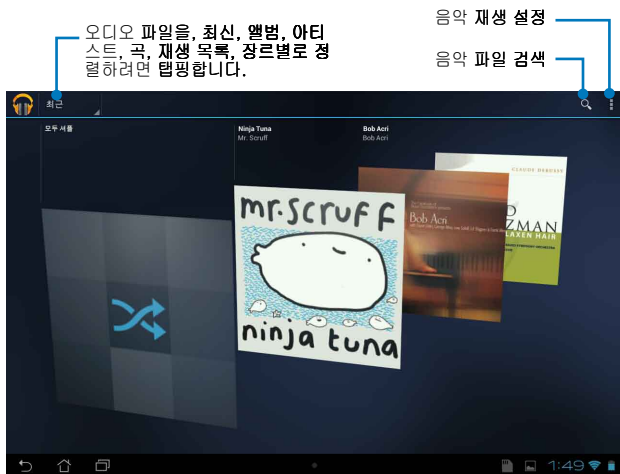 음악 재생 설정
오디오 파일을, 최신, 앨범, 아티
스트, 곡, 재생 목록, 장르별로 정
렬하려면 탭핑합니다.
음악 파일 검색
최근
모두 셔플
Ninja Tuna
Mr. Scruff
Bob Acri
Bob Acri
CLAUDE DEBUSSY
ZMAN
LAXEN HAIR
Bob Acri
mr.scruff
ninja tuna
1:49